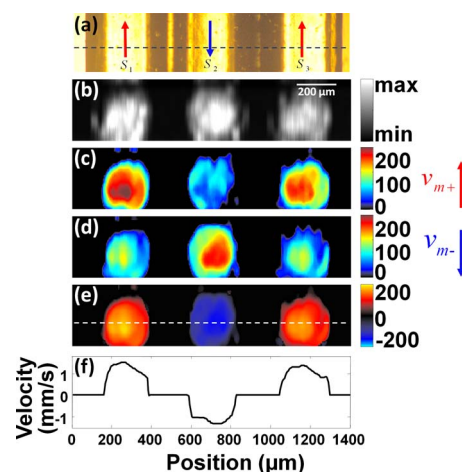 (a)
S1 S2 S3
(b)
200 µm
max
min
(c)
200
100
0
vm+
(d)
200
100
0
vm-
(e)
200
0
-200
(f)
Velocity
(mm/s)
1
0
-1
0 200 400 600 800 1000 1200 1400
Position (µm)